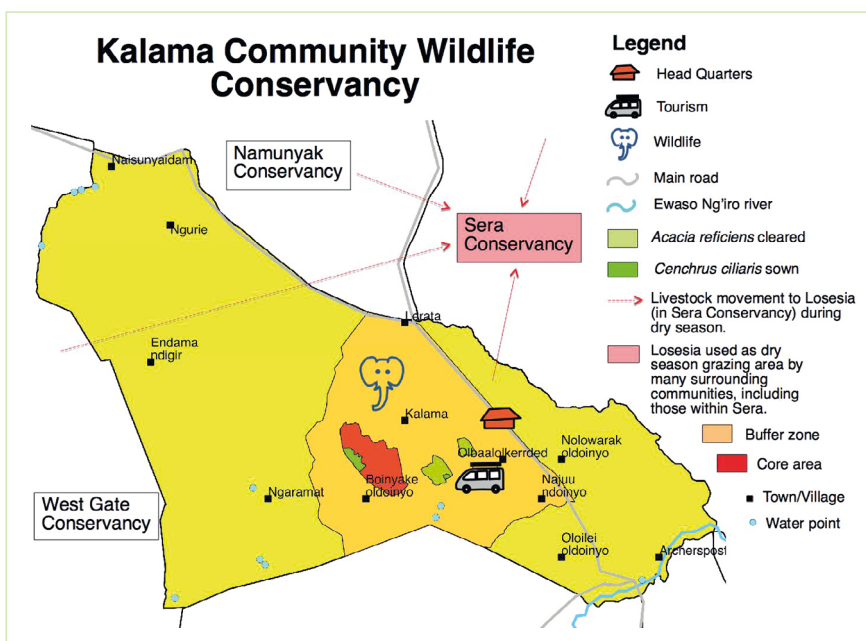 Kalama Community Wildlife
Conservancy
Legend
Head Quarters
Tourism
Wildlife
Main road
Ewaso Ng'iro river
Acacia reficiens cleared
Cenchrus ciliaris sown
Livestock movement to Losesia
(in Sera Conservancy) during
dry season.
Losesia used as dry
season grazing area by
many surrounding
communities, including
those within Sera.
Buffer zone
Core area
Town/Village
Water point
Namunyak
Conservancy
Sera
Conservancy
West Gate
Conservancy
Naisunyaidam
Ngurie
Lerata
Endama
ndigir
Kalama
Olbaalolkerrded
Nolowarak
oldoinyo
Ngaramat
Boinyake
oldoinyo
Najuu
ndoinyo
Oloilei
oldoinyo
Archerspost